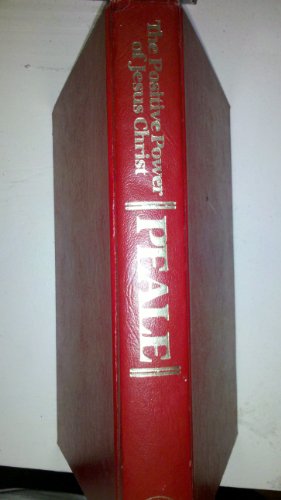 The Positive Power
of Jesus Christ
PEALE